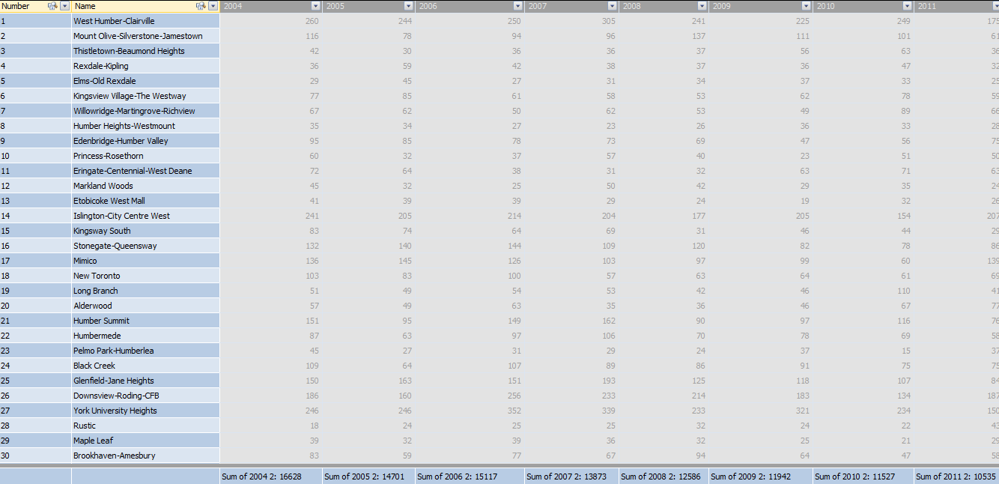 Number Name 2004 2005 2006 2007 2008 2009 2010 2011
1 West Humber-Clairville 260 244 250 305 241 225 249 175
2 Mount Olive-Silverstone-Jamestown 116 78 94 96 137 111 101 61
3 Thistletown-Beaumond Heights 42 30 36 36 37 56 63 36
4 Rexdale-Kipling 36 59 42 38 37 36 47 32
5 Elms-Old Rexdale 29 45 27 31 34 37 33 25
6 Kingsview Village-The Westway 77 85 61 58 53 62 78 59
7 Willowridge-Martingrove-Richview 67 62 50 62 53 49 89 66
8 Humber Heights-Westmount 35 34 27 23 26 36 33 28
9 Edenbridge-Humber Valley 95 85 78 73 69 47 56 75
10 Princess-Rosethorn 60 32 37 57 40 23 51 50
11 Eringate-Centennial-West Deane 72 64 38 31 32 63 71 63
12 Markland Woods 45 32 25 50 42 29 35 24
13 Etobicoke West Mall 41 39 39 29 24 19 32 26
14 Islington-City Centre West 241 205 214 204 177 205 154 207
15 Kingsway South 83 74 64 69 31 46 44 29
16 Stonegate-Queensway 132 140 144 109 120 82 78 86
17 Mimico 136 145 126 103 97 99 60 139
18 New Toronto 103 83 100 57 63 64 61 69
19 Long Branch 51 49 54 53 42 46 110 41
20 Alderwood 57 49 63 35 36 46 67 77
21 Humber Summit 151 95 149 162 90 97 116 76
22 Humbermede 87 63 97 106 70 78 69 58
23 Pelmo Park-Humberlea 45 27 31 29 24 37 15 37
24 Black Creek 109 64 107 89 86 91 75 75
25 Glenfield-Jane Heights 150 163 151 193 125 118 107 84
26 Downsview-Roding-CFB 186 160 256 233 214 183 134 187
27 York University Heights 246 246 352 339 233 321 234 150
28 Rustic 18 24 25 25 32 24 22 43
29 Maple Leaf 39 32 39 36 32 25 21 29
30 Brookhaven-Amesbury 83 59 77 67 94 64 47 58
Sum of 2004 2: 16628 Sum of 2005 2: 14701 Sum of 2006 2: 15117 Sum of 2007 2: 13873 Sum of 2008 2: 12586 Sum of 2009 2: 11942 Sum of 2010 2: 11527 Sum of 2011 2: 10535